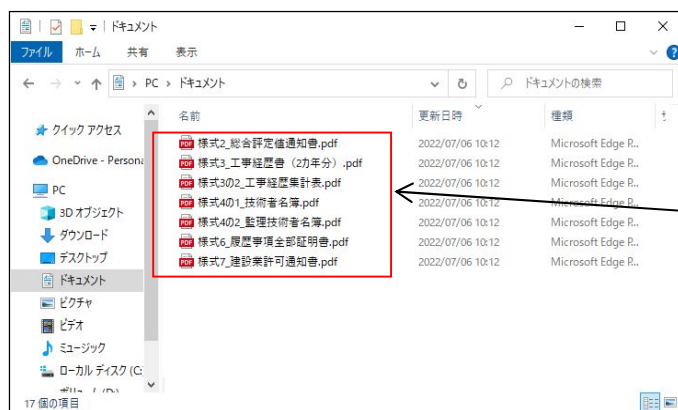 ドキュメント
ファイル ホーム 共有 表示
PC ドキュメント ドキュメントの検索
名前 更新日時 種類
クイック アクセス
OneDrive - Persona
PC
3D オブジェクト
ダウンロード
デスクトップ
ドキュメント
ピクチャ
ビデオ
ミュージック
ローカル ディスク (C:
様式2_総合評定値通知書.pdf 2022/07/06 10:12 Microsoft Edge P...
様式3_工事経歴書（2カ年分）.pdf 2022/07/06 10:12 Microsoft Edge P...
様式3の2_工事経歴集計表.pdf 2022/07/06 10:12 Microsoft Edge P...
様式4の1_技術者名簿.pdf 2022/07/06 10:12 Microsoft Edge P...
様式4の2_監理技術者名簿.pdf 2022/07/06 10:12 Microsoft Edge P...
様式6_履歴事項全部証明書.pdf 2022/07/06 10:12 Microsoft Edge P...
様式7_建設業許可通知書.pdf 2022/07/06 10:12 Microsoft Edge P...
17 個の項目